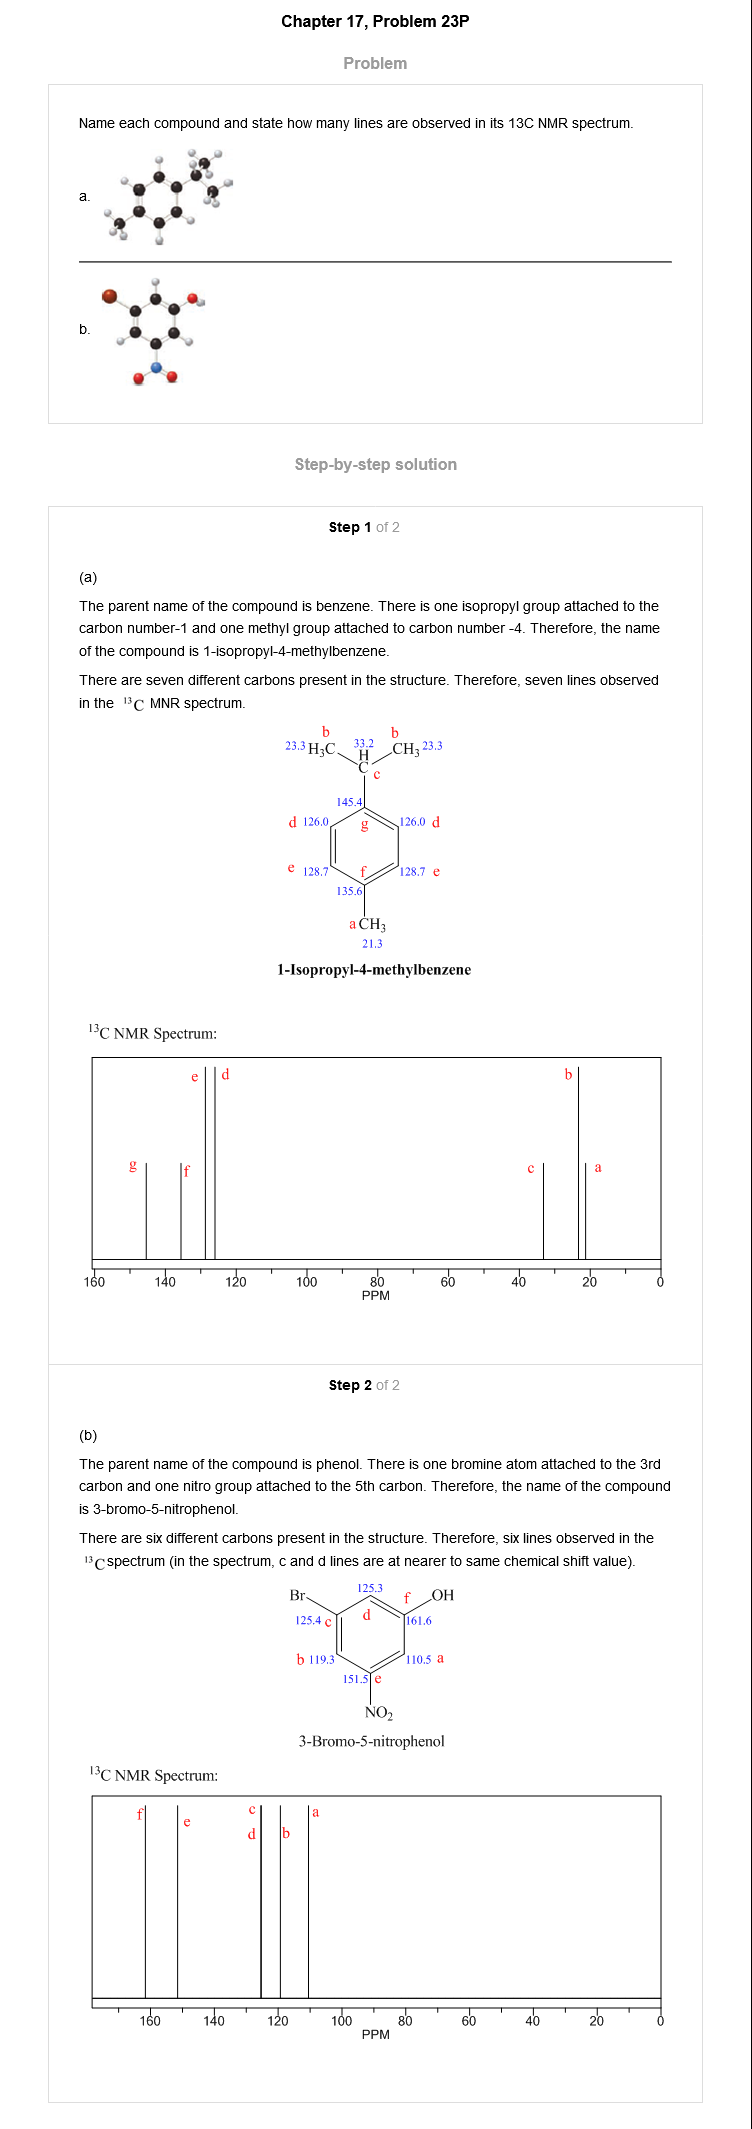 Chapter 17, Problem 23P
Problem
Name each compound and state how many lines are observed in its 13C NMR spectrum.
a.
b.
Step-by-step solution
Step 1 of 2
(a)
The parent name of the compound is benzene. There is one isopropyl group attached to the
carbon number-1 and one methyl group attached to carbon number -4. Therefore, the name
of the compound is 1-isopropyl-4-methylbenzene.
There are seven different carbons present in the structure. Therefore, seven lines observed
in the ¹³C MNR spectrum.
b b
23.3 H₃C 33.2 CH₃ 23.3
H
C c
145.4
d 126.0 g 126.0 d
e 128.7 f 128.7 e
135.6
a CH₃
21.3
1-Isopropyl-4-methylbenzene
¹³C NMR Spectrum:
e d b
g f c a
160 140 120 100 80 60 40 20 0
PPM
Step 2 of 2
(b)
The parent name of the compound is phenol. There is one bromine atom attached to the 3rd
carbon and one nitro group attached to the 5th carbon. Therefore, the name of the compound
is 3-bromo-5-nitrophenol.
There are six different carbons present in the structure. Therefore, six lines observed in the
¹³C spectrum (in the spectrum, c and d lines are at nearer to same chemical shift value).
125.3
Br f OH
125.4 c d 161.6
b 119.3 110.5 a
151.5 e
NO₂
3-Bromo-5-nitrophenol
¹³C NMR Spectrum:
f e c a
d b
160 140 120 100 80 60 40 20 0
PPM